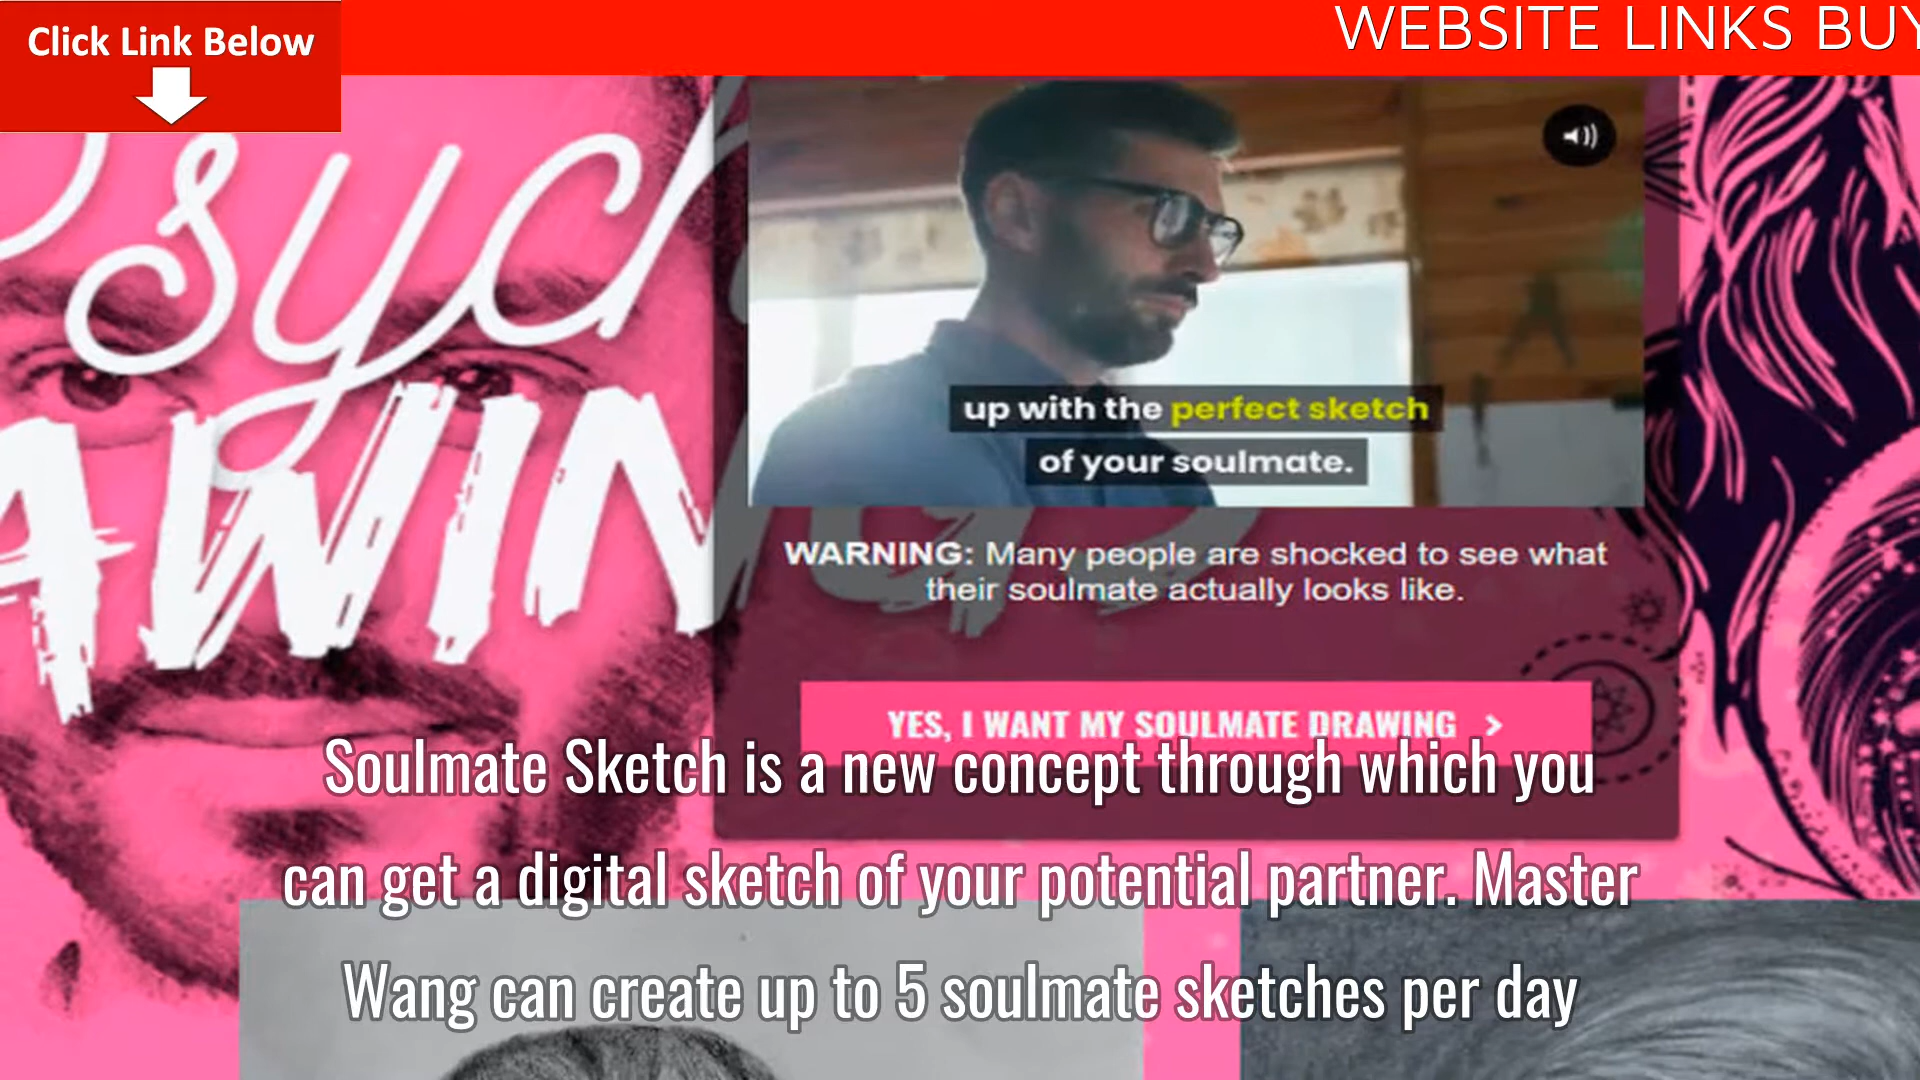 Click Link Below
WEBSITE LINKS BUY
Psych
AWIN
up with the perfect sketch
of your soulmate.
WARNING: Many people are shocked to see what
their soulmate actually looks like.
YES, I WANT MY SOULMATE DRAWING >
Soulmate Sketch is a new concept through which you
can get a digital sketch of your potential partner. Master
Wang can create up to 5 soulmate sketches per day